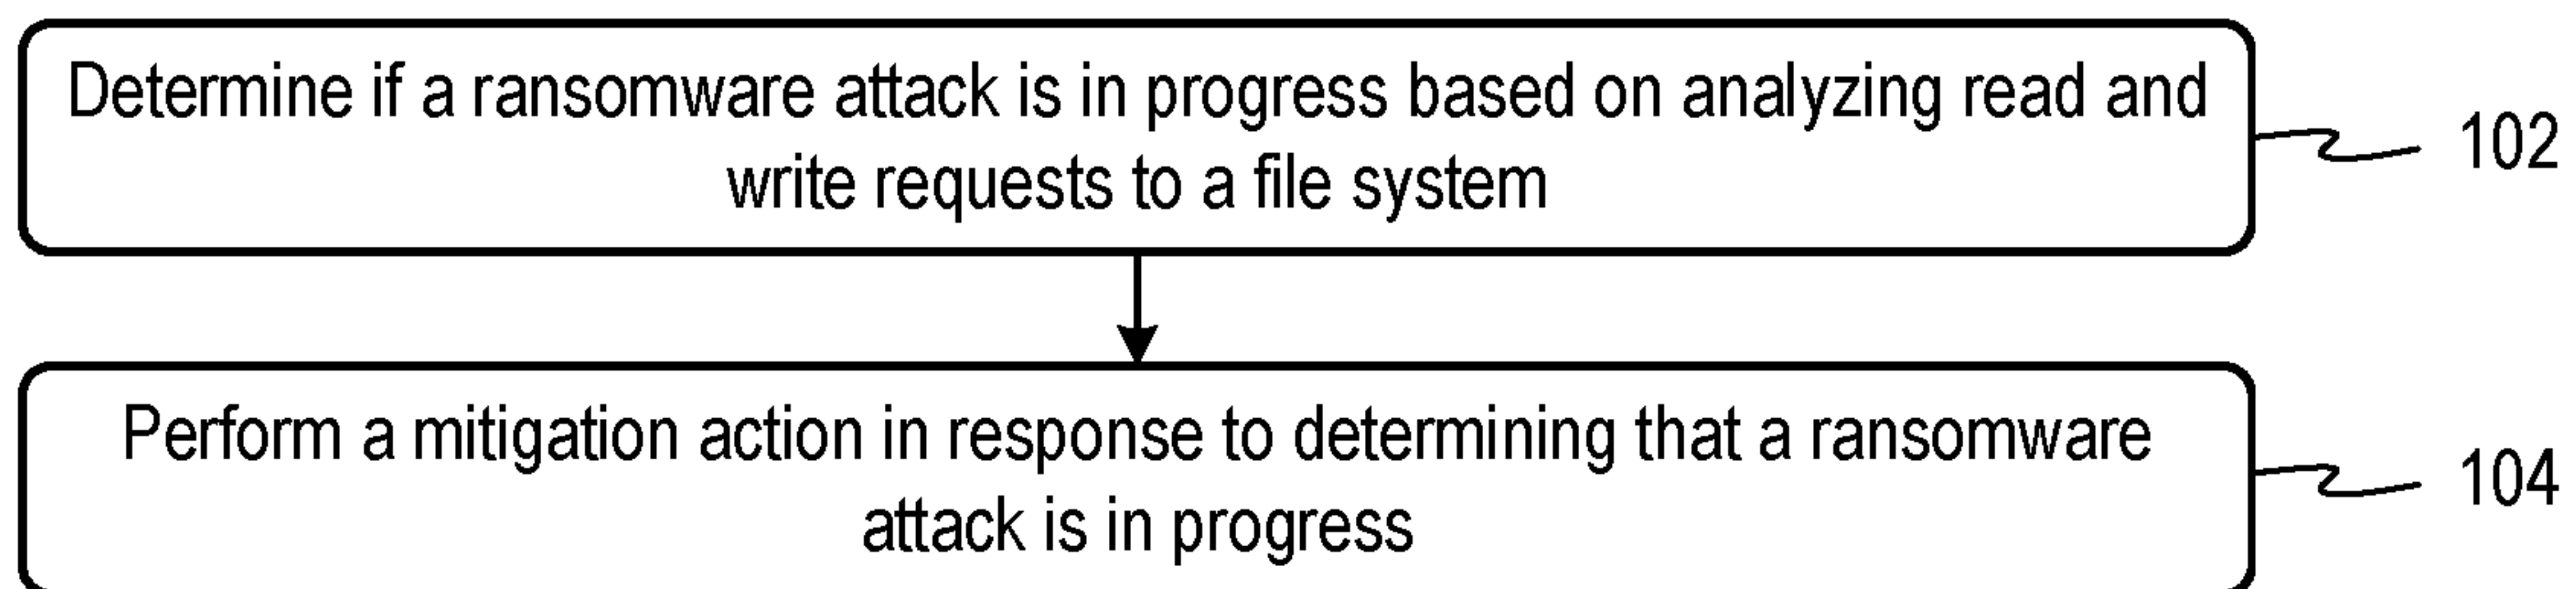 Determine if a ransomware attack is in progress based on analyzing read and
write requests to a file system
102
Perform a mitigation action in response to determining that a ransomware
attack is in progress
104